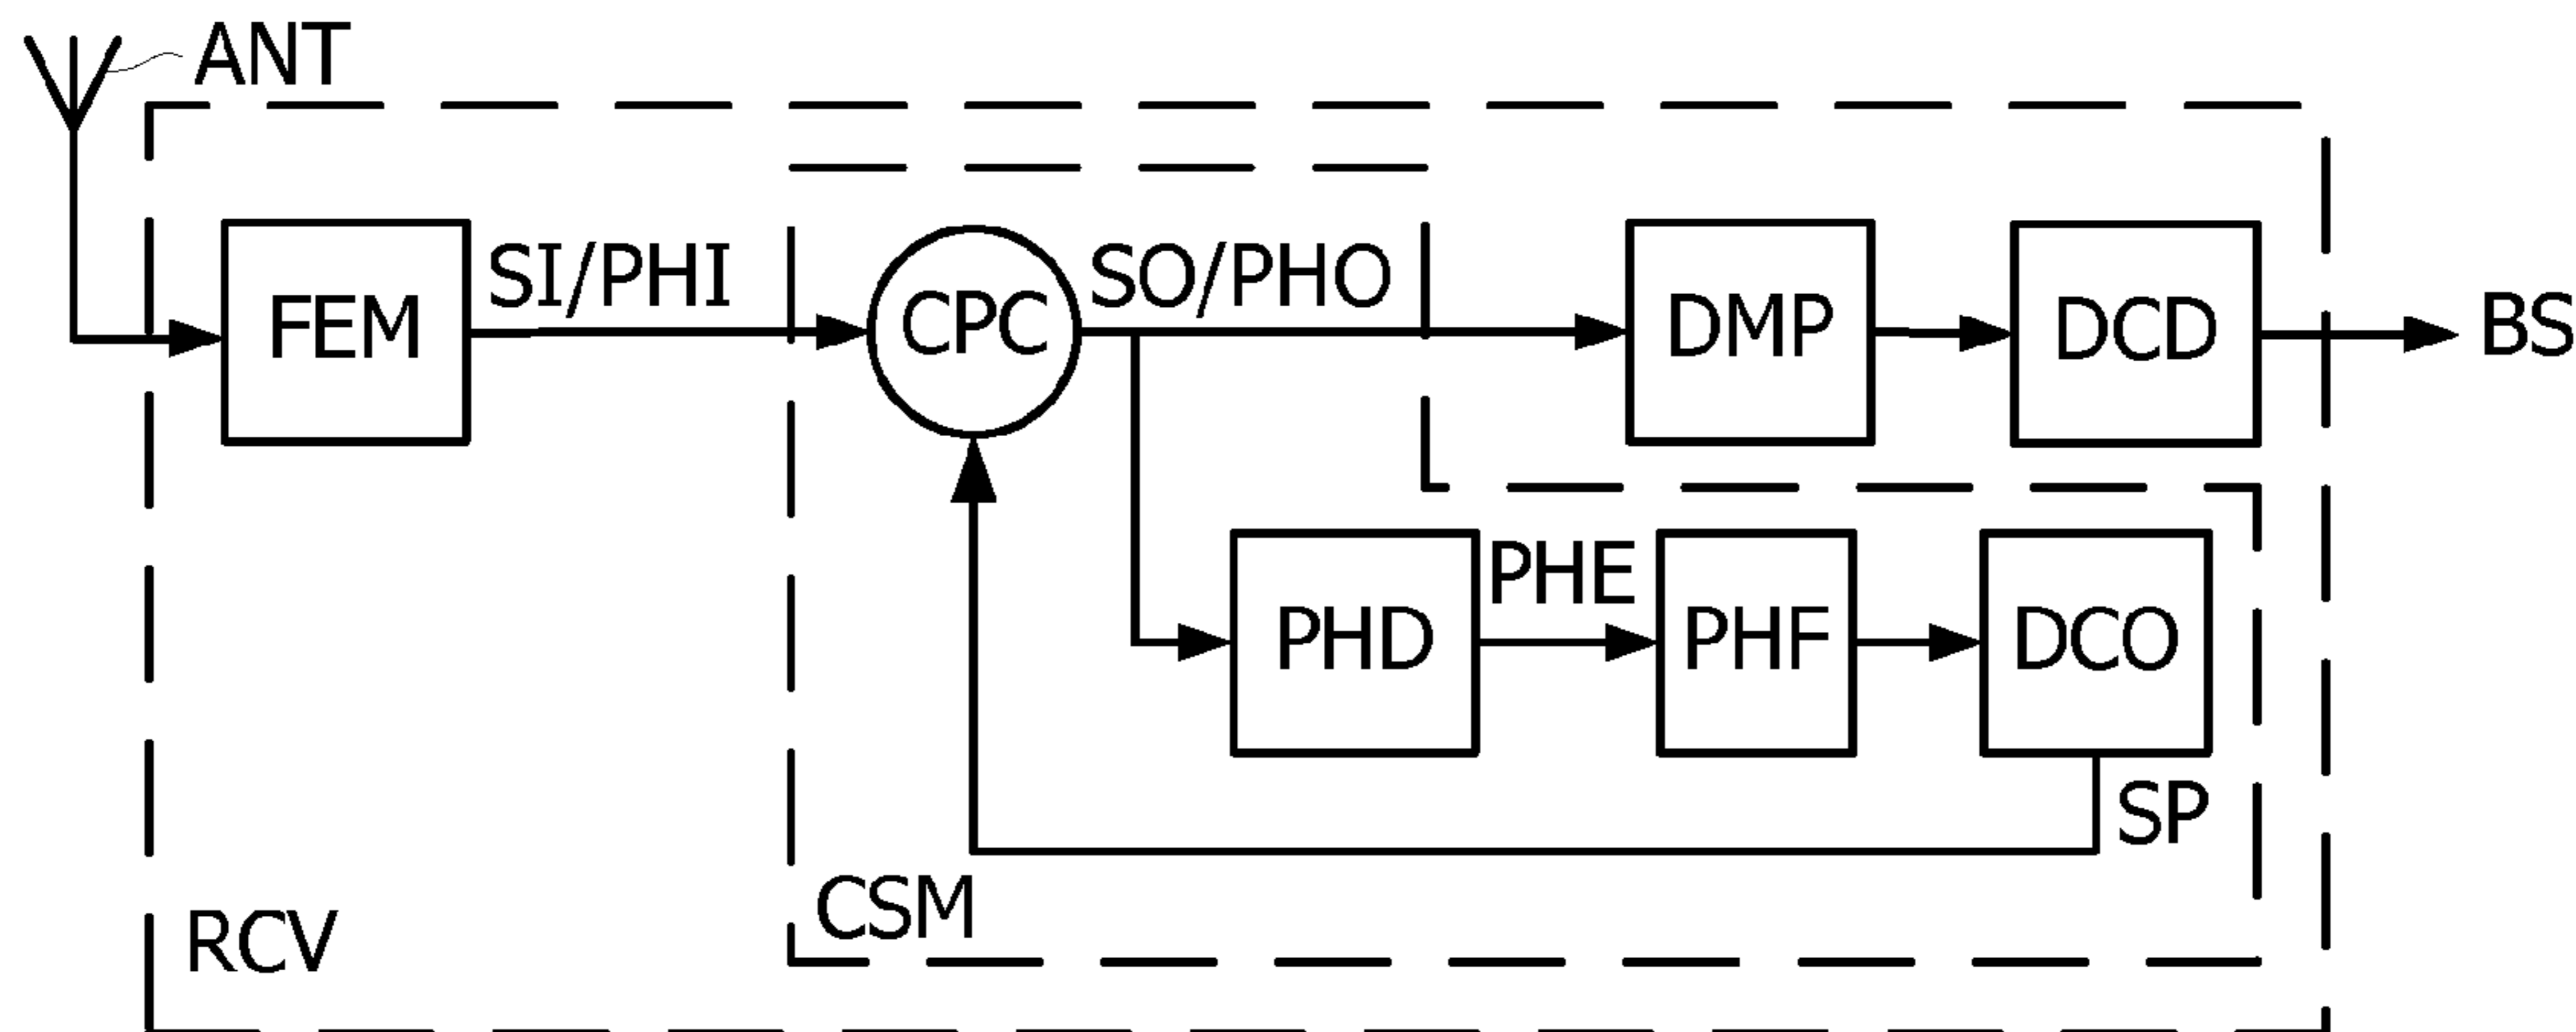 ANT
FEM
SI/PHI
CPC
SO/PHO
DMP
DCD
BS
PHD
PHE
PHF
DCO
SP
CSM
RCV